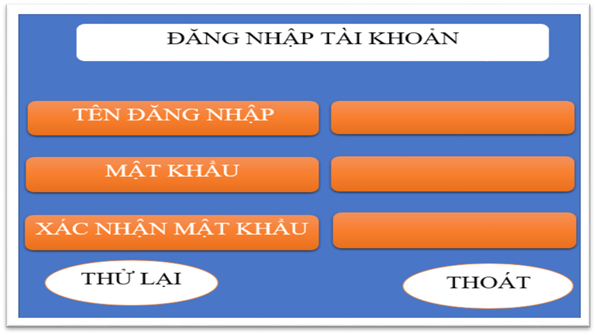 ĐĂNG NHẬP TÀI KHOẢN
TÊN ĐĂNG NHẬP
MẬT KHẨU
XÁC NHẬN MẬT KHẨU
THỬ LẠI
THOÁT